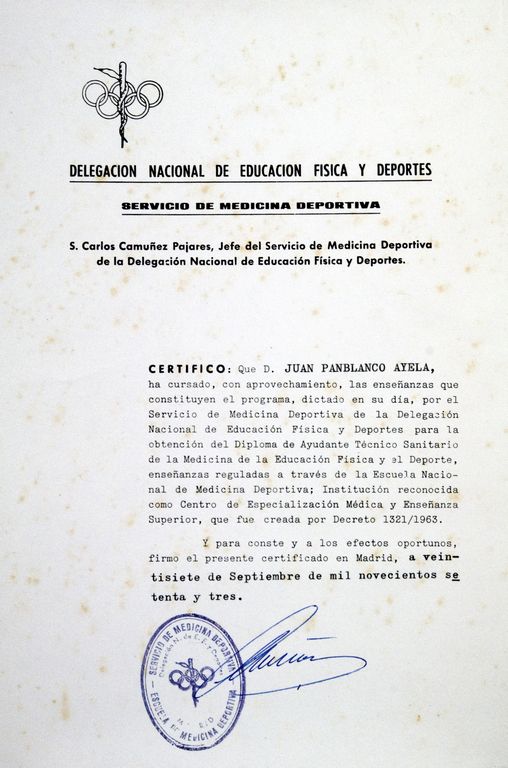 DELEGACION NACIONAL DE EDUCACION FISICA Y DEPORTES
SERVICIO DE MEDICINA DEPORTIVA
S. Carlos Camuñez Pajares, Jefe del Servicio de Medicina Deportiva
de la Delegación Nacional de Educación Física y Deportes.
CERTIFICO: Que D. JUAN PANBLANCO AYELA,
ha cursado, con aprovechamiento, las enseñanzas que
constituyen el programa, dictado en su día, por el
Servicio de Medicina Deportiva de la Delegación
Nacional de Educación Física y Deportes para la
obtención del Diploma de Ayudante Técnico Sanitario
de la Medicina de la Educación Física y el Deporte,
enseñanzas reguladas a través de la Escuela Nacio-
nal de Medicina Deportiva; Institución reconocida
como Centro de Especialización Médica y Enseñanza
Superior, que fue creada por Decreto 1321/1963.
Y para conste y a los efectos oportunos,
firmo el presente certificado en Madrid, a vein-
tisiete de Septiembre de mil novecientos se
tenta y tres.
SERVICIO DE MEDICINA DEPORTIVA
Delegación N. de E. F. y Deportes
ESCUELA DE MEDICINA DEPORTIVA